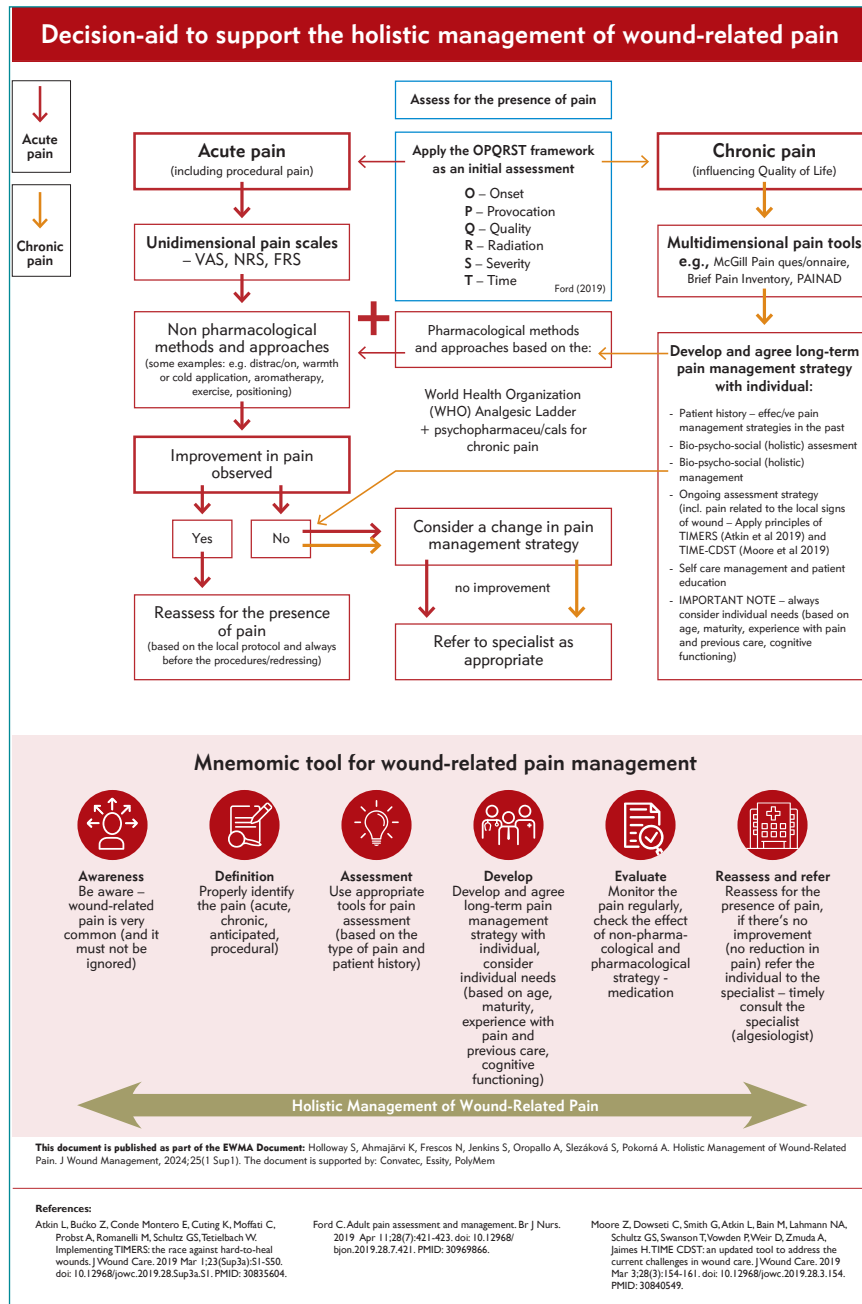 Decision-aid to support the holistic management of wound-related pain
Acute
pain
Chronic
pain
Assess for the presence of pain
Apply the OPQRST framework
as an initial assessment
O – Onset
P – Provocation
Q – Quality
R – Radiation
S – Severity
T – Time
Ford (2019)
Acute pain
(including procedural pain)
Unidimensional pain scales
– VAS, NRS, FRS
Non pharmacological
methods and approaches
(some examples: e.g. distrac/on, warmth
or cold application, aromatherapy,
exercise, positioning)
+
Pharmacological methods
and approaches based on the:
World Health Organization
(WHO) Analgesic Ladder
+ psychopharmaceu/cals for
chronic pain
Improvement in pain
observed
Yes
No
Reassess for the presence
of pain
(based on the local protocol and always
before the procedures/redressing)
Consider a change in pain
management strategy
no improvement
Refer to specialist as
appropriate
Chronic pain
(influencing Quality of Life)
Multidimensional pain tools
e.g., McGill Pain ques/onnaire,
Brief Pain Inventory, PAINAD
Develop and agree long-term
pain management strategy
with individual:
- Patient history – effec/ve pain
management strategies in the past
- Bio-psycho-social (holistic) assesment
- Bio-psycho-social (holistic)
management
- Ongoing assessment strategy
(incl. pain related to the local signs
of wound – Apply principles of
TIMERS (Atkin et al 2019) and
TIME-CDST (Moore et al 2019)
- Self care management and patient
education
- IMPORTANT NOTE – always
consider individual needs (based on
age, maturity, experience with pain
and previous care, cognitive
functioning)
Mnemomic tool for wound-related pain management
Awareness
Be aware –
wound-related
pain is very
common (and it
must not be
ignored)
Definition
Properly identify
the pain (acute,
chronic,
anticipated,
procedural)
Assessment
Use appropriate
tools for pain
assessment
(based on the
type of pain and
patient history)
Develop
Develop and agree
long-term pain
management
strategy with
individual,
consider
individual needs
(based on age,
maturity,
experience with
pain and
previous care,
cognitive
functioning)
Evaluate
Monitor the
pain regularly,
check the effect
of non-pharma-
cological and
pharmacological
strategy -
medication
Reassess and refer
Reassess for the
presence of pain,
if there's no
improvement
(no reduction in
pain) refer the
individual to the
specialist – timely
consult the
specialist
(algesiologist)
Holistic Management of Wound-Related Pain
This document is published as part of the EWMA Document: Holloway S, Ahmajärvi K, Frescos N, Jenkins S, Oropallo A, Slezáková S, Pokorná A. Holistic Management of Wound-Related
Pain. J Wound Management, 2024;25(1 Sup1). The document is supported by: Convatec, Essity, PolyMem
References:
Atkin L, Bućko Z, Conde Montero E, Cuting K, Moffati C,
Probst A, Romanelli M, Schultz GS, Tetielbach W.
Implementing TIMERS: the race against hard-to-heal
wounds. J Wound Care. 2019 Mar 1;23(Sup3a):S1-S50.
doi: 10.12968/jowc.2019.28.Sup3a.S1. PMID: 30835604.
Ford C. Adult pain assessment and management. Br J Nurs.
2019 Apr 11;28(7):421-423. doi: 10.12968/
bjon.2019.28.7.421. PMID: 30969866.
Moore Z, Dowseti C, Smith G, Atkin L, Bain M, Lahmann NA,
Schultz GS, Swanson T, Vowden P, Weir D, Zmuda A,
Jaimes H. TIME CDST: an updated tool to address the
current challenges in wound care. J Wound Care. 2019
Mar 3;28(3):154-161. doi: 10.12968/jowc.2019.28.3.154.
PMID: 30840549.